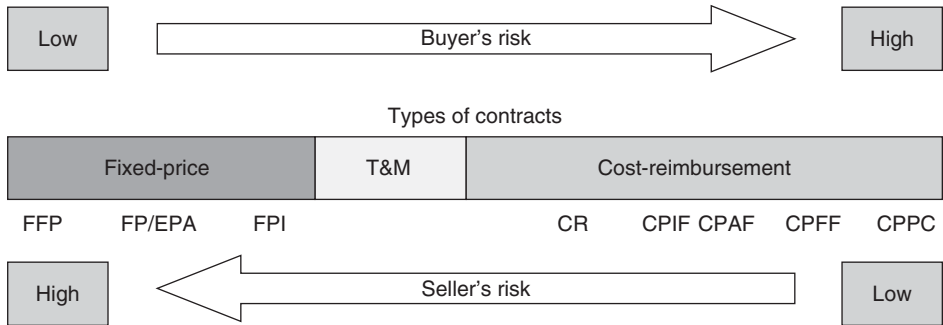 Low Buyer's risk High
Types of contracts
Fixed-price T&M Cost-reimbursement
FFP FP/EPA FPI CR CPIF CPAF CPFF CPPC
High Seller's risk Low